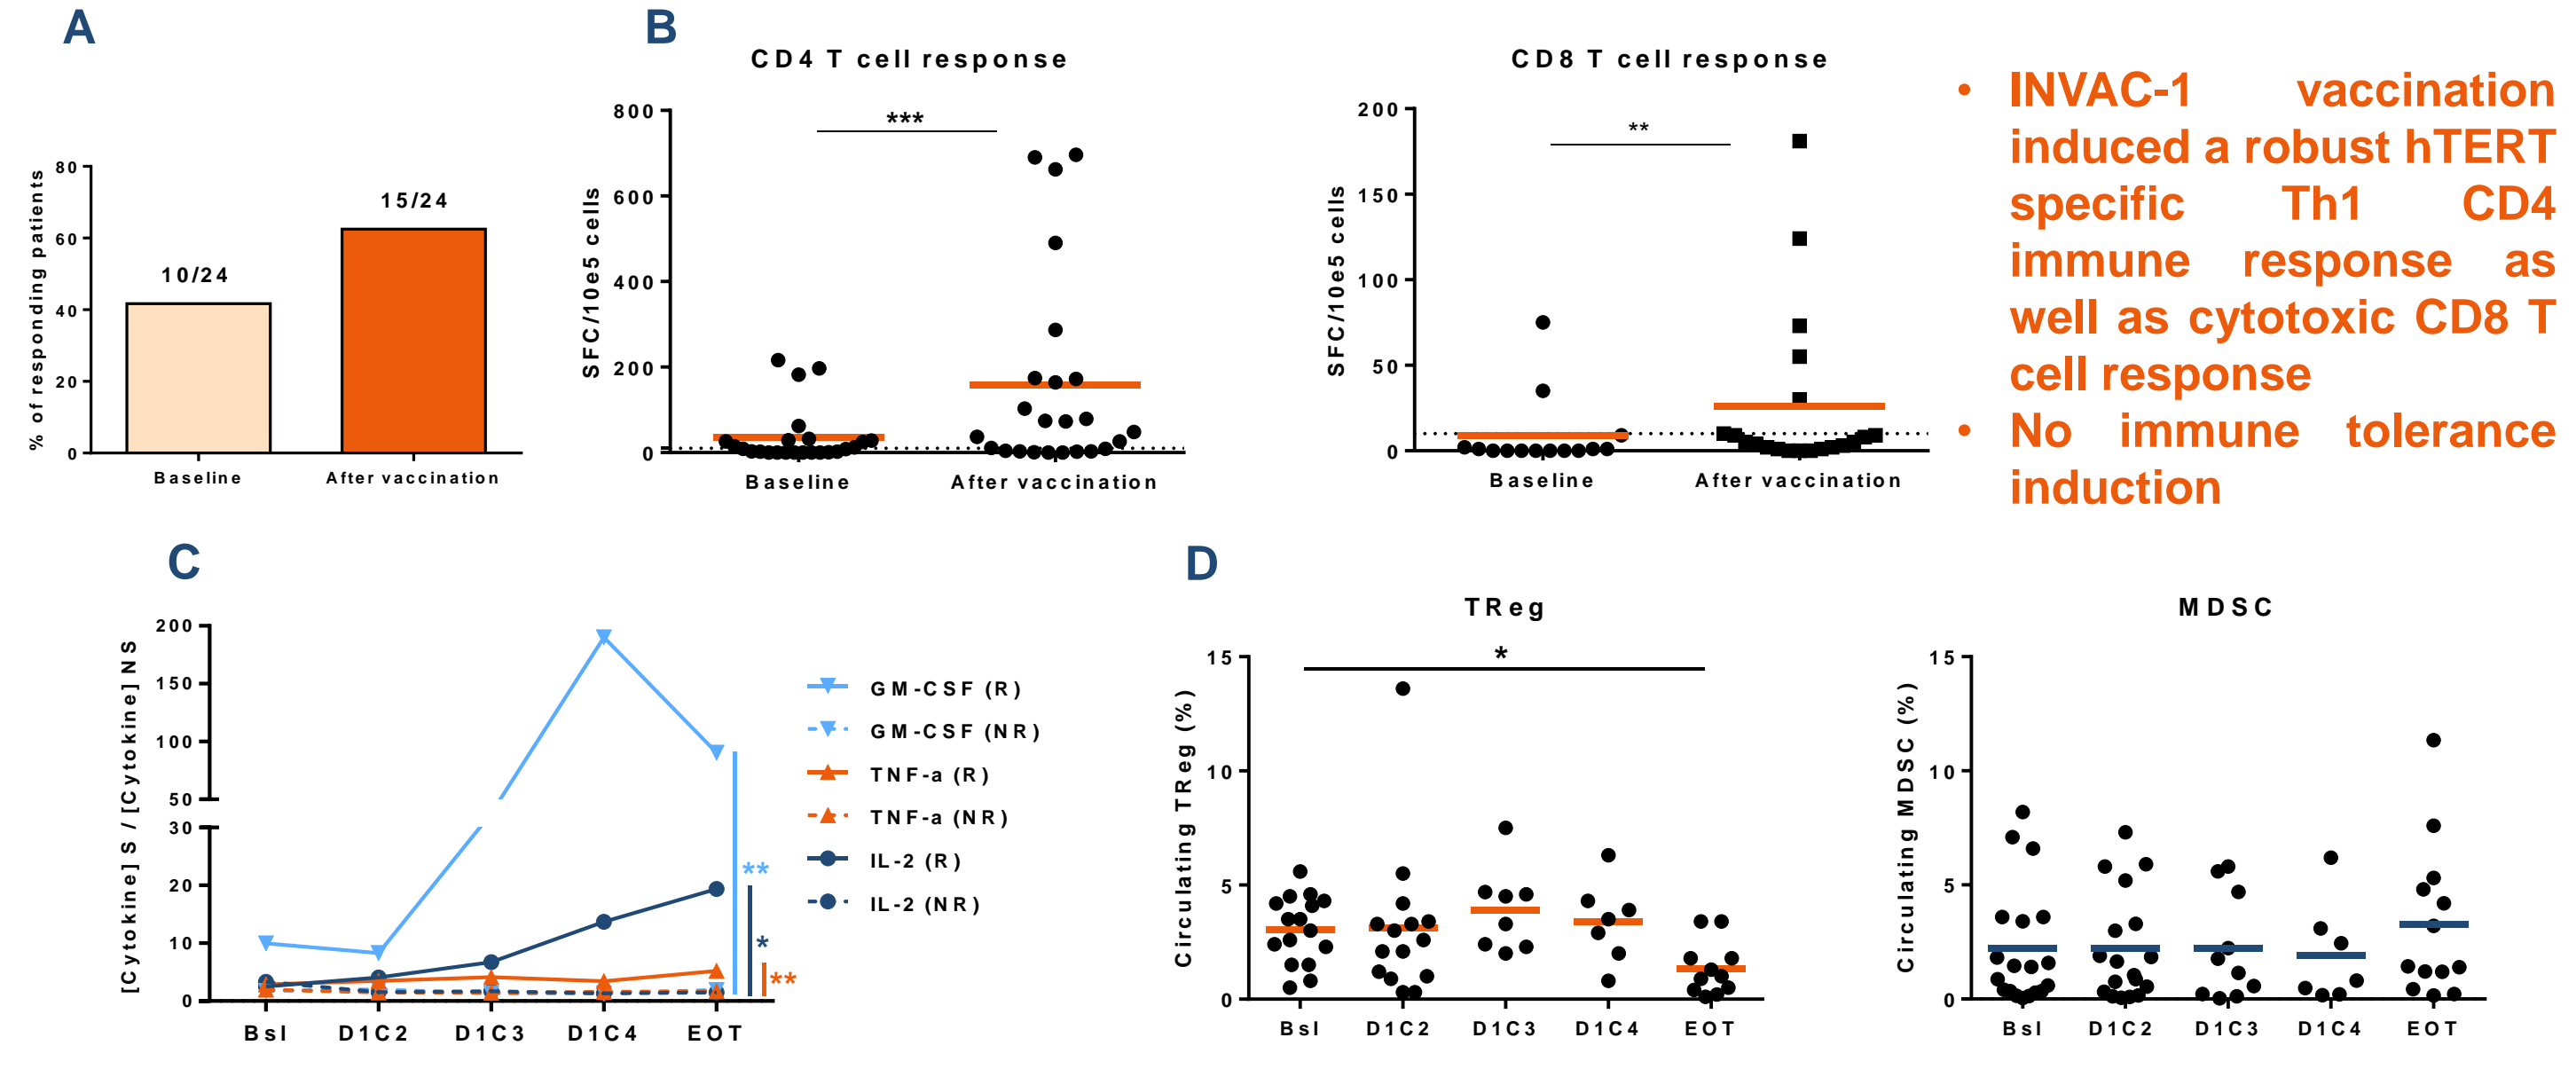 A
% of responding patients
80
60
40
20
0
10/24
15/24
Baseline
After vaccination
B
CD4 T cell response
SFC/10e5 cells
800
600
400
200
0
***
Baseline
After vaccination
CD8 T cell response
SFC/10e5 cells
200
150
100
50
0
**
Baseline
After vaccination
• INVAC-1 vaccination
induced a robust hTERT
specific Th1 CD4
immune response as
well as cytotoxic CD8 T
cell response
• No immune tolerance
induction
C
[Cytokine] S / [Cytokine] NS
200
150
100
50
30
20
10
0
Bsl
D1C2
D1C3
D1C4
EOT
**
*
**
GM-CSF (R)
GM-CSF (NR)
TNF-a (R)
TNF-a (NR)
IL-2 (R)
IL-2 (NR)
D
TReg
Circulating TReg (%)
15
10
5
0
*
Bsl
D1C2
D1C3
D1C4
EOT
MDSC
Circulating MDSC (%)
15
10
5
0
Bsl
D1C2
D1C3
D1C4
EOT